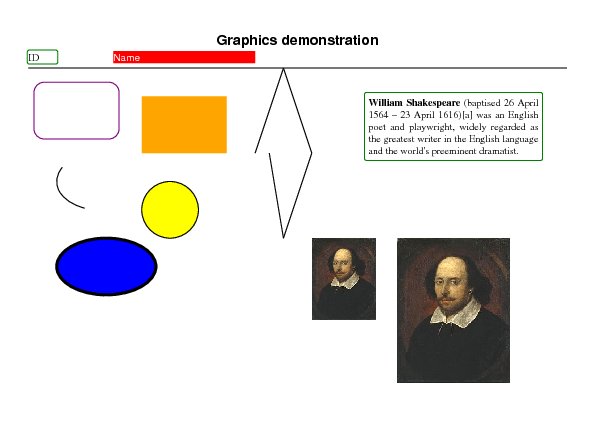 Graphics demonstration
ID
Name
William Shakespeare (baptised 26 April
1564 – 23 April 1616)[a] was an English
poet and playwright, widely regarded as
the greatest writer in the English language
and the world's preeminent dramatist.